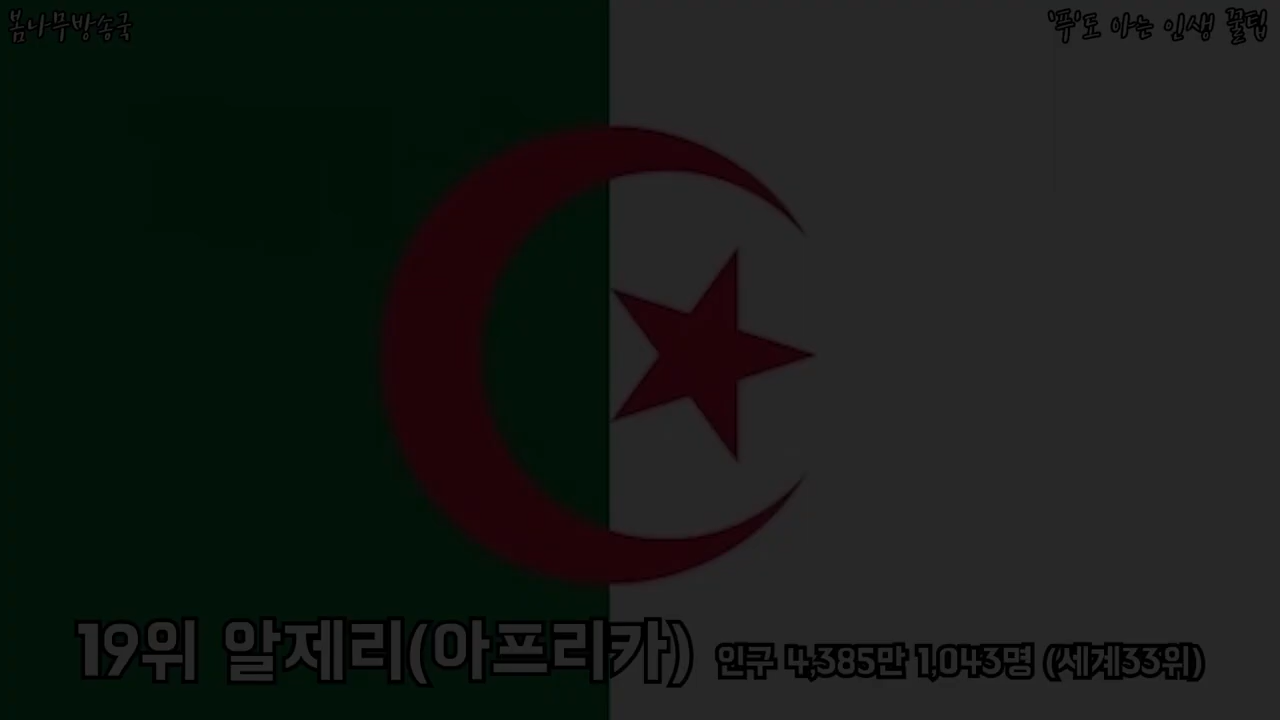 봄나무방송국
'푸'도 아는 인생 꿀팁
19위 알제리(아프리카) 인구 4,385만 1,043명 (세계33위)